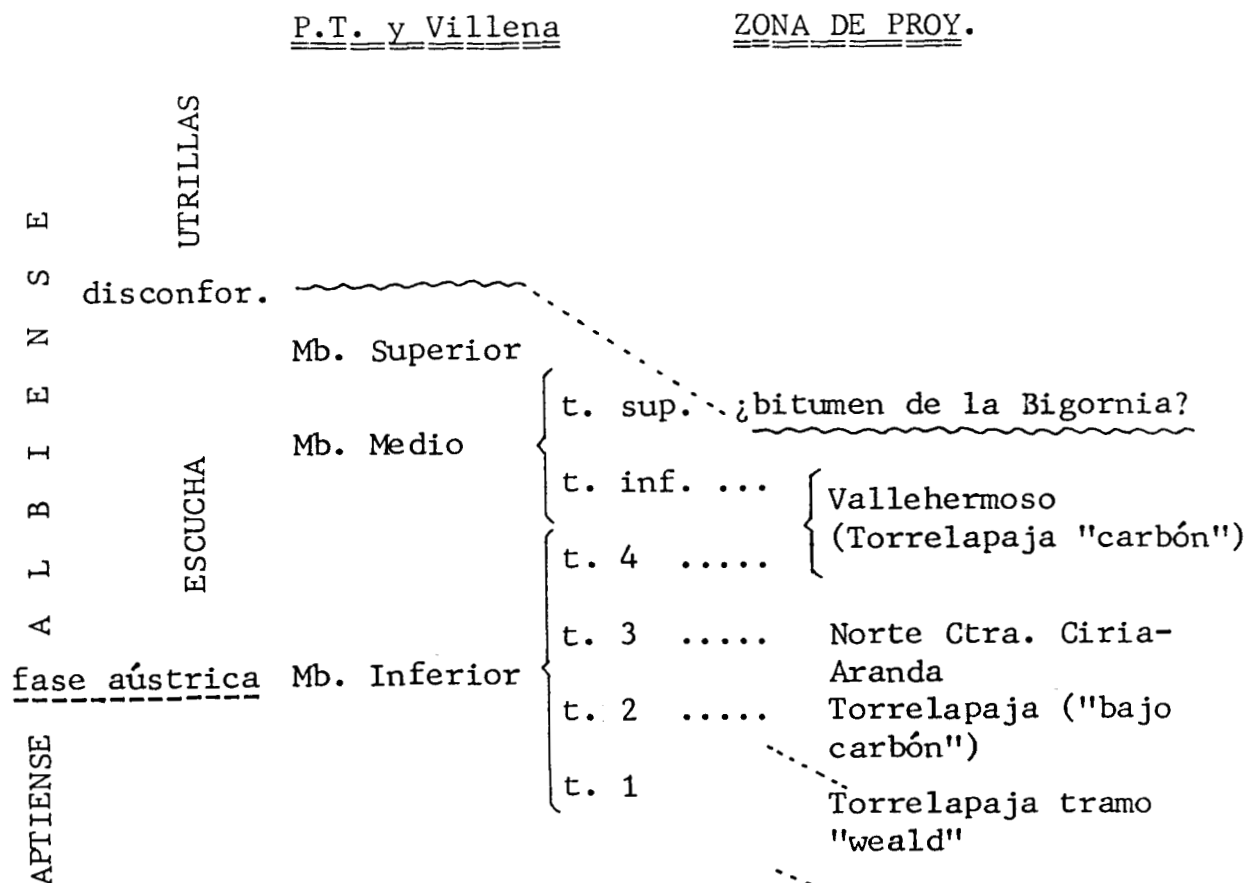 P.T. y Villena ZONA DE PROY.
UTRILLAS
ALBIENSE
disconfor.
Mb. Superior
t. sup. ¿bitumen de la Bigornia?
Mb. Medio
t. inf. ... Vallehermoso
(Torrelapaja "carbón")
ESCUCHA
t. 4 .....
t. 3 ..... Norte Ctra. Ciria-
Aranda
fase aústrica Mb. Inferior
t. 2 ..... Torrelapaja ("bajo
carbón")
t. 1
Torrelapaja tramo
"weald"
APTIENSE